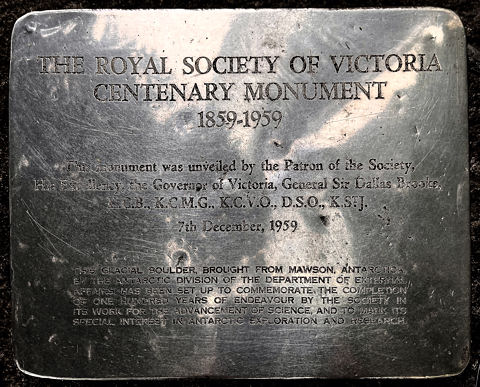 THE ROYAL SOCIETY OF VICTORIA
CENTENARY MONUMENT
1859-1959
This monument was unveiled by the Patron of the Society,
His Excellency, the Governor of Victoria, General Sir Dallas Brooks,
K.C.B., K.C.M.G., K.C.V.O., D.S.O., K.St.J.
7th December, 1959
THE GLACIAL BOULDER, BROUGHT FROM MAWSON, ANTARCTICA
BY THE ANTARCTIC DIVISION OF THE DEPARTMENT OF EXTERNAL
AFFAIRS, HAS BEEN SET UP TO COMMEMORATE THE COMPLETION
OF ONE HUNDRED YEARS OF ENDEAVOUR BY THE SOCIETY IN
ITS WORK FOR THE ADVANCEMENT OF SCIENCE, AND TO MARK ITS
SPECIAL INTEREST IN ANTARCTIC EXPLORATION AND RESEARCH.